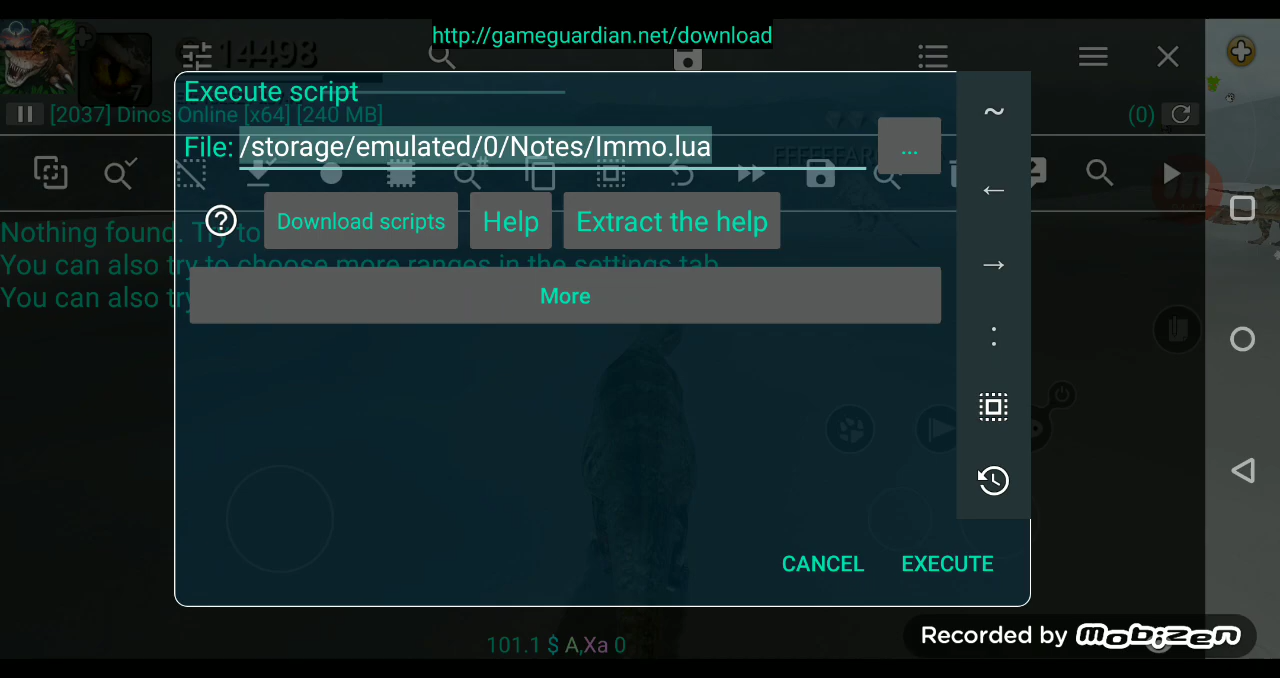 http://gameguardian.net/download
14498
7
Execute script
[2037] Dinos Online [x64] [240 MB]
(0)
File: /storage/emulated/0/Notes/Immo.lua
...
~
←
Download scripts
Help
Extract the help
Nothing found. Try to
You can also try to choose more ranges in the settings tab.
→
You can also try
More
:
CANCEL
EXECUTE
Recorded by mobizen
101.1 $ A,Xa 0